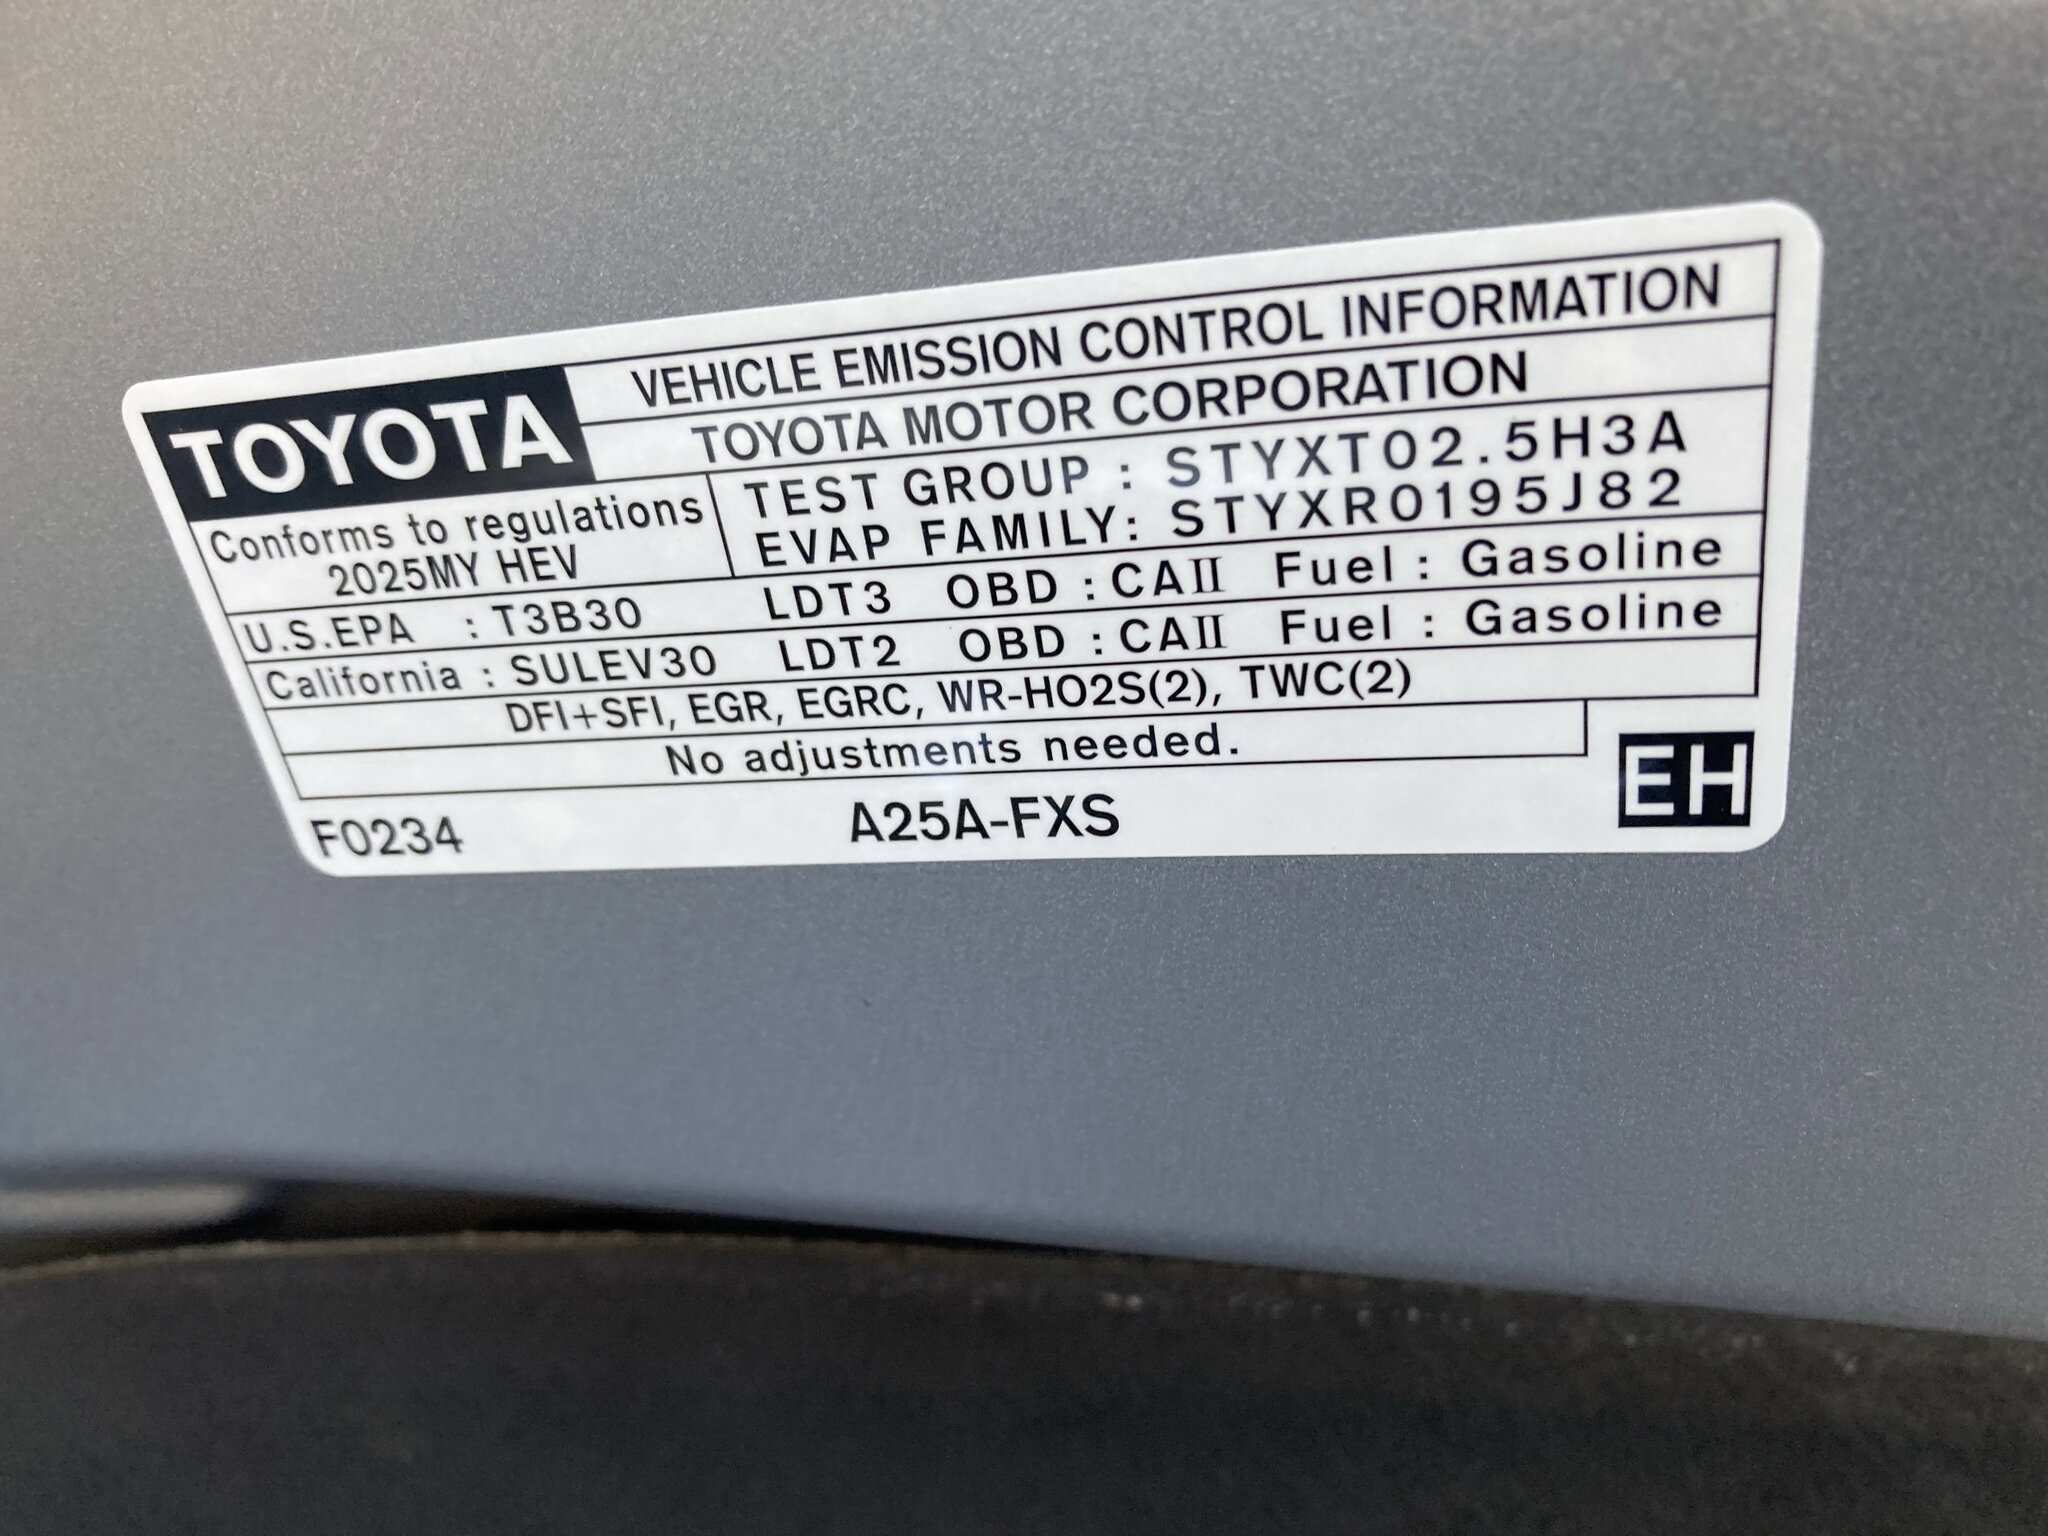 TOYOTA VEHICLE EMISSION CONTROL INFORMATION
TOYOTA MOTOR CORPORATION
Conforms to regulations
2025MY HEV
TEST GROUP : STYXT02.5H3A
EVAP FAMILY: STYXR0195J82
U.S.EPA : T3B30 LDT3 OBD : CAII Fuel : Gasoline
California : SULEV30 LDT2 OBD : CAII Fuel : Gasoline
DFI+SFI, EGR, EGRC, WR-HO2S(2), TWC(2)
No adjustments needed.
F0234 A25A-FXS EH